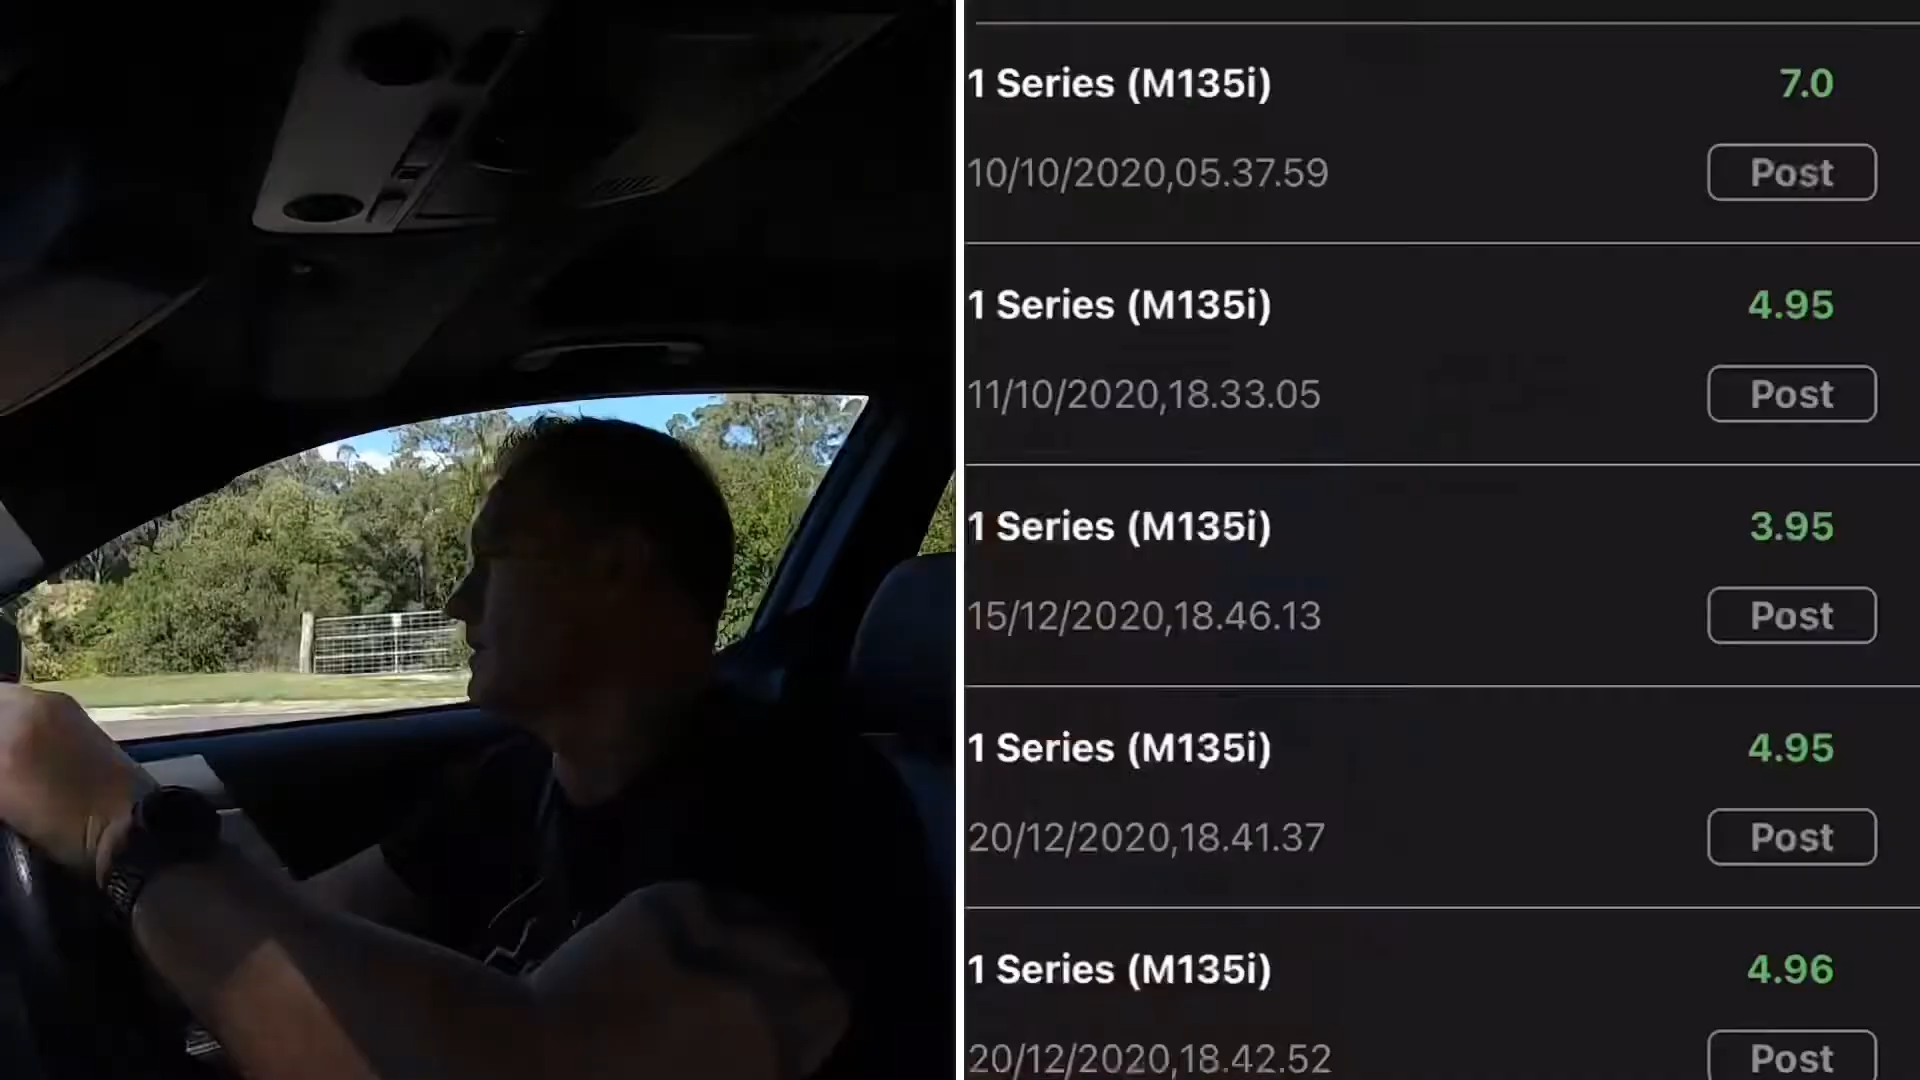 1 Series (M135i) 7.0
10/10/2020,05.37.59 Post
1 Series (M135i) 4.95
11/10/2020,18.33.05 Post
1 Series (M135i) 3.95
15/12/2020,18.46.13 Post
1 Series (M135i) 4.95
20/12/2020,18.41.37 Post
1 Series (M135i) 4.96
20/12/2020,18.42.52 Post